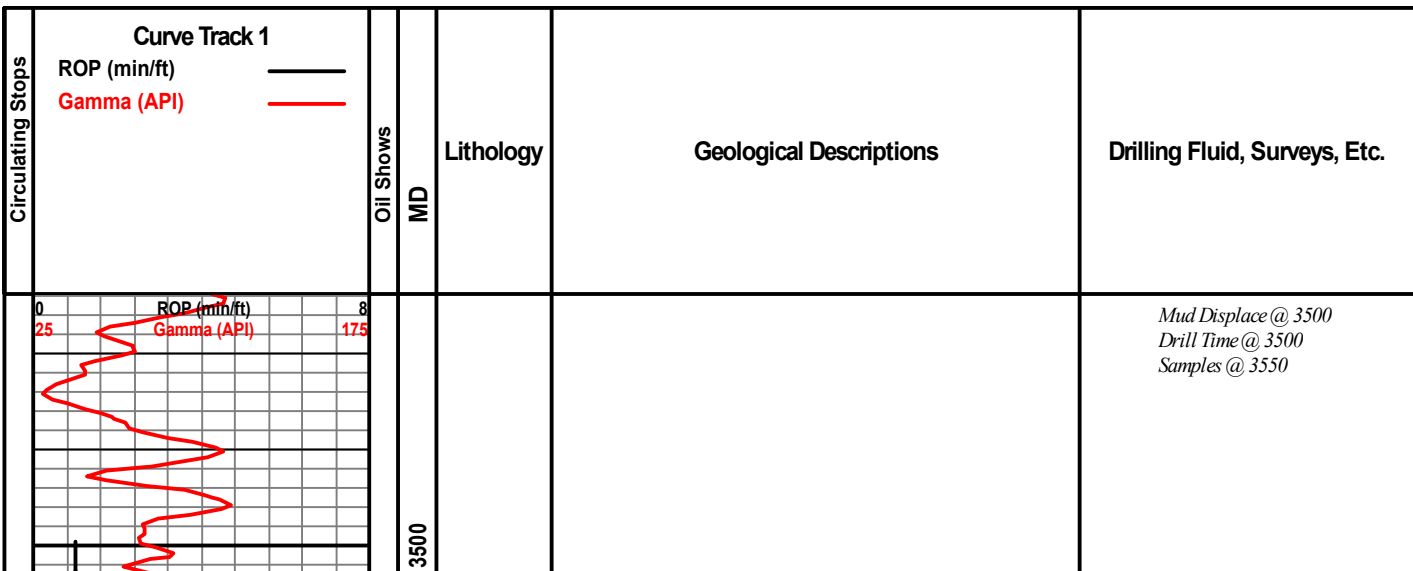 Circulating Stops
Curve Track 1
ROP (min/ft)
Gamma (API)
Oil Shows
MD
Lithology
Geological Descriptions
Drilling Fluid, Surveys, Etc.
0 ROP (min/ft) 8
25 Gamma (API) 175
Mud Displace @ 3500
Drill Time @ 3500
Samples @ 3550
3500